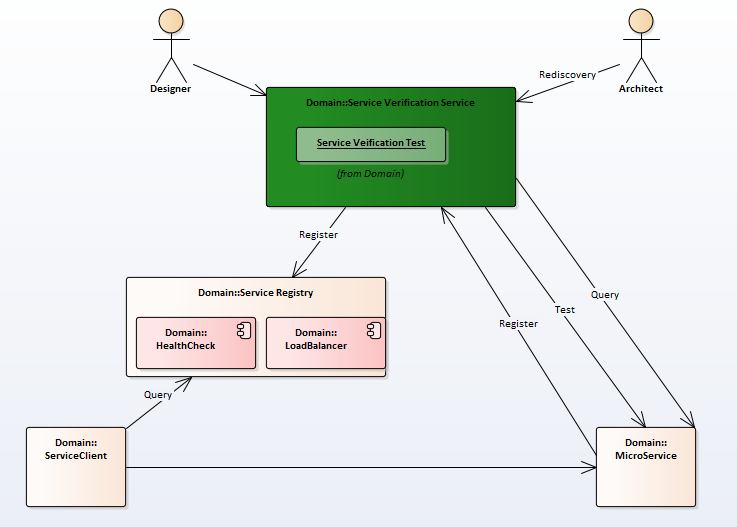 Designer
Architect
Rediscovery
Domain::Service Verification Service
Service Veification Test
(from Domain)
Register
Domain::Service Registry
Domain::
HealthCheck
Domain::
LoadBalancer
Query
Test
Register
Query
Domain::
ServiceClient
Domain::
MicroService